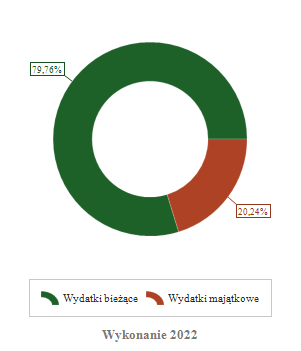 79,76%
20,24%
Wydatki bieżące Wydatki majątkowe
Wykonanie 2022